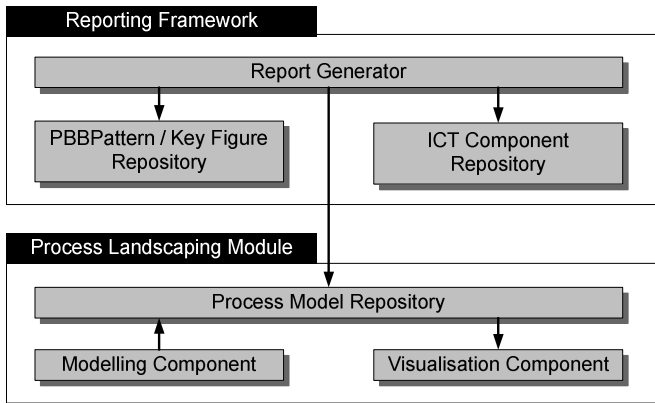 Reporting Framework
Report Generator
PBBPattern / Key Figure
Repository
ICT Component
Repository
Process Landscaping Module
Process Model Repository
Modelling Component
Visualisation Component